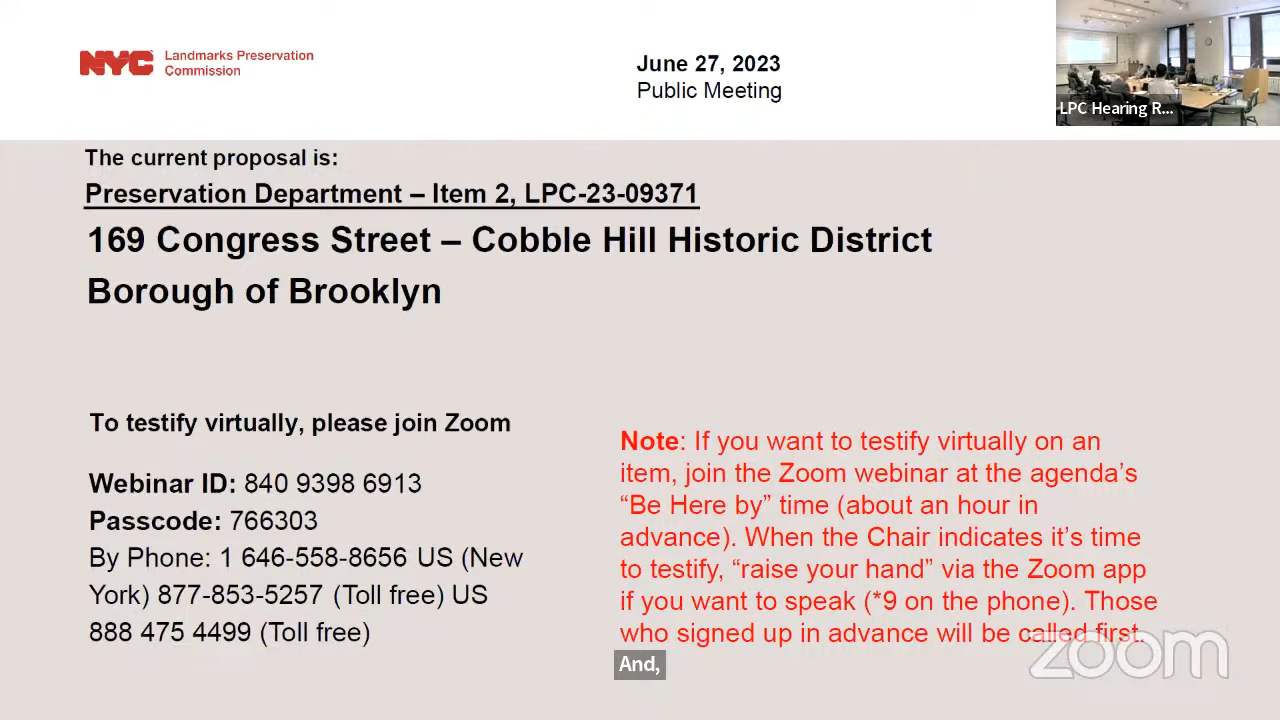 NYC
Landmarks Preservation
Commission
June 27, 2023
Public Meeting
LPC Hearing R...
The current proposal is:
Preservation Department – Item 2, LPC-23-09371
169 Congress Street – Cobble Hill Historic District
Borough of Brooklyn
To testify virtually, please join Zoom
Webinar ID: 840 9398 6913
Passcode: 766303
By Phone: 1 646-558-8656 US (New
York) 877-853-5257 (Toll free) US
888 475 4499 (Toll free)
Note: If you want to testify virtually on an
item, join the Zoom webinar at the agenda’s
“Be Here by” time (about an hour in
advance). When the Chair indicates it’s time
to testify, “raise your hand” via the Zoom app
if you want to speak (*9 on the phone). Those
who signed up in advance will be called first.
And,
zoom